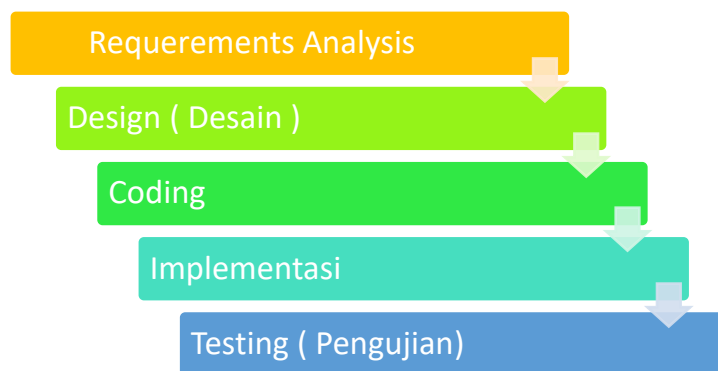 Requerements Analysis
Design ( Desain )
Coding
Implementasi
Testing ( Pengujian)